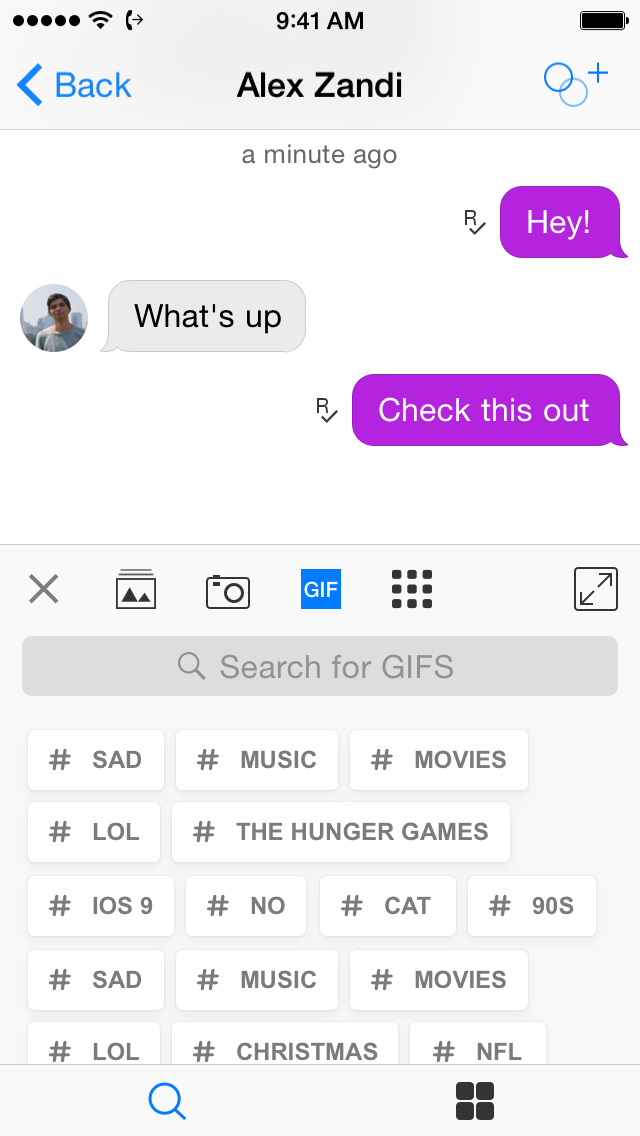 9:41 AM
Back Alex Zandi
a minute ago
R Hey!
What's up
R Check this out
GIF
Search for GIFS
# SAD # MUSIC # MOVIES
# LOL # THE HUNGER GAMES
# IOS 9 # NO # CAT # 90S
# SAD # MUSIC # MOVIES
# LOL # CHRISTMAS # NFL